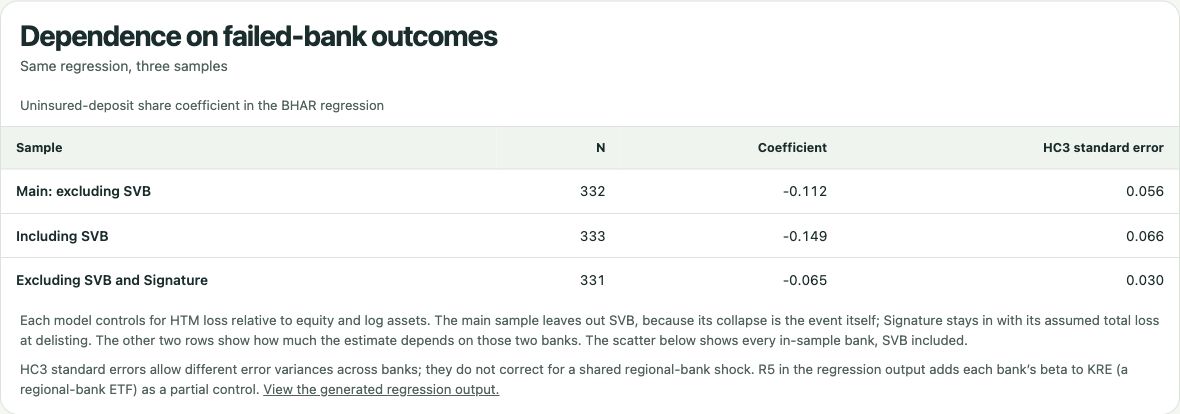 Dependence on failed-bank outcomes
Same regression, three samples
Uninsured-deposit share coefficient in the BHAR regression
Sample N Coefficient HC3 standard error
Main: excluding SVB 332 -0.112 0.056
Including SVB 333 -0.149 0.066
Excluding SVB and Signature 331 -0.065 0.030
Each model controls for HTM loss relative to equity and log assets. The main sample leaves out SVB, because its collapse is the event itself; Signature stays in with its assumed total loss
at delisting. The other two rows show how much the estimate depends on those two banks. The scatter below shows every in-sample bank, SVB included.
HC3 standard errors allow different error variances across banks; they do not correct for a shared regional-bank shock. R5 in the regression output adds each bank's beta to KRE (a
regional-bank ETF) as a partial control. View the generated regression output.